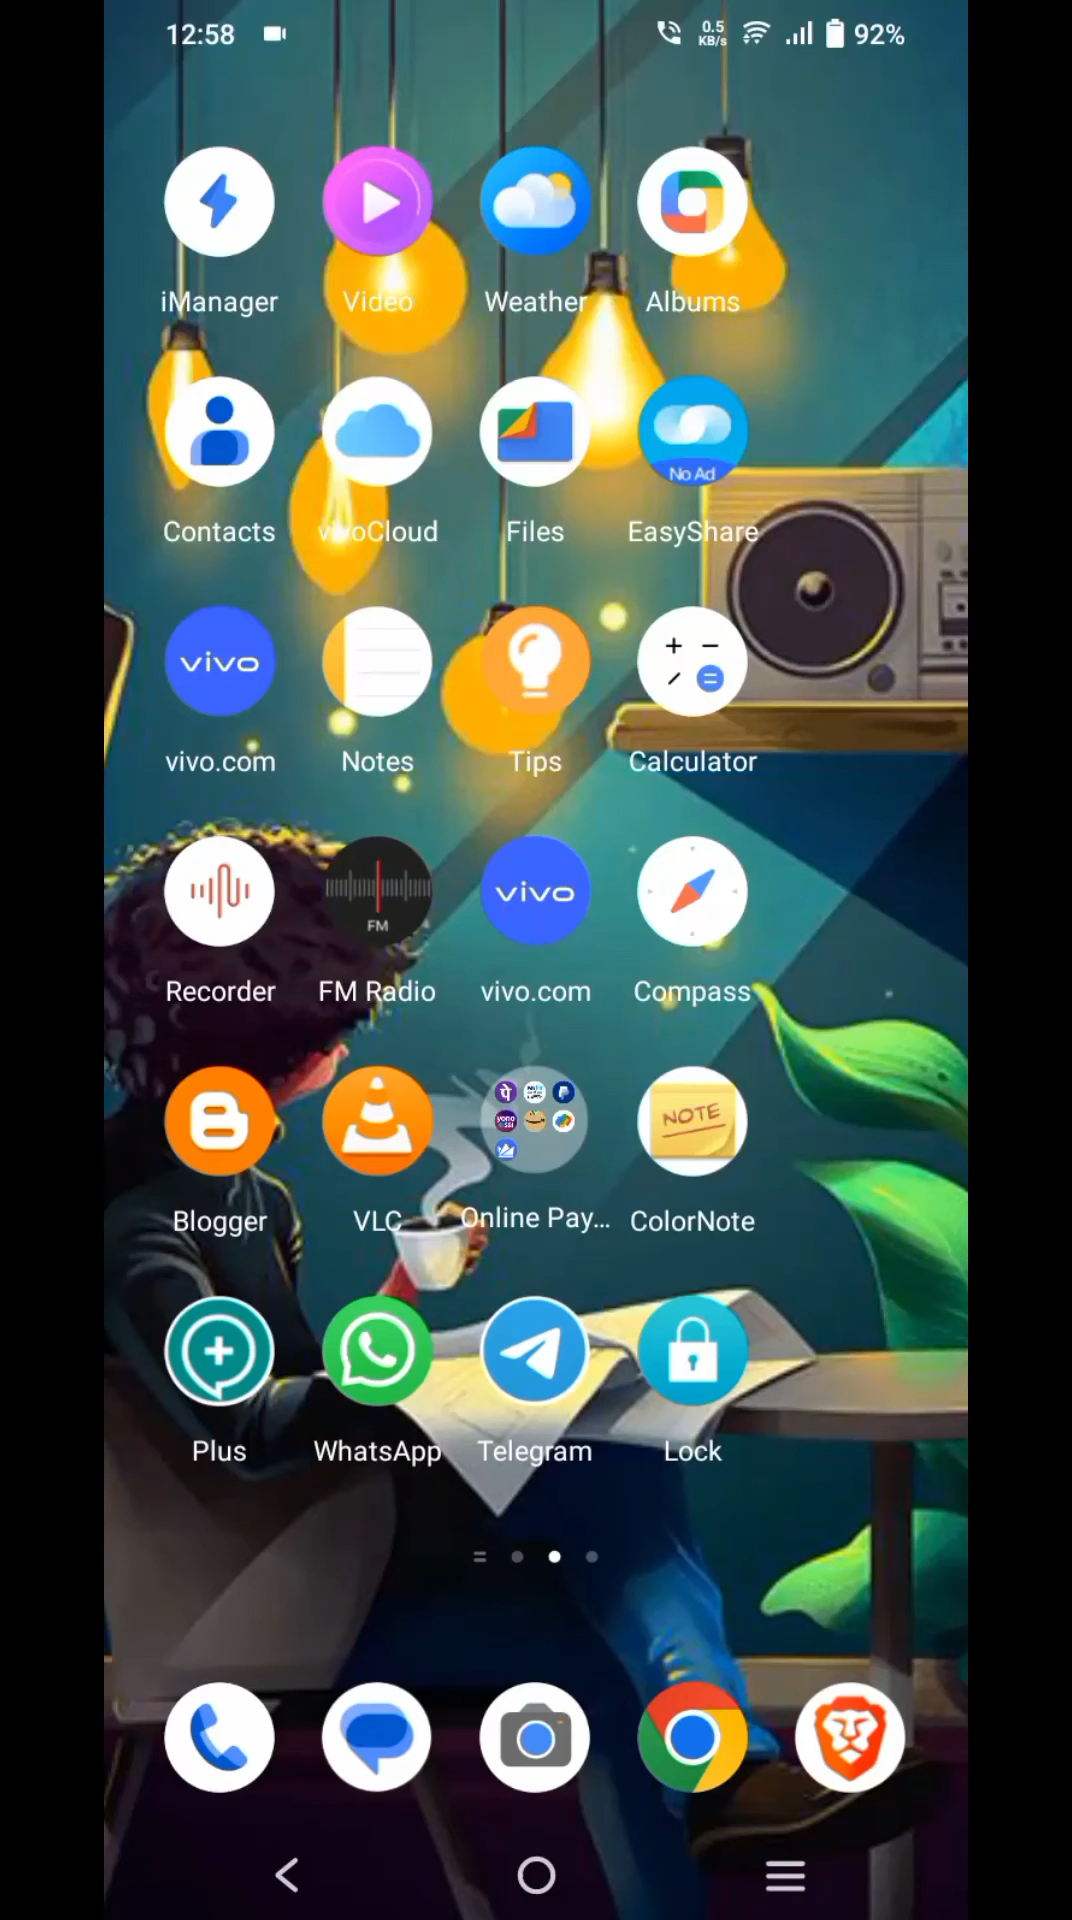 12:58 0.5 KB/s 92%
iManager Video Weather Albums
No Ad
Contacts vivoCloud Files EasyShare
vivo
vivo.com Notes Tips Calculator
FM vivo
Recorder FM Radio vivo.com Compass
yono SBI NOTE
Blogger VLC Online Pay... ColorNote
Plus WhatsApp Telegram Lock